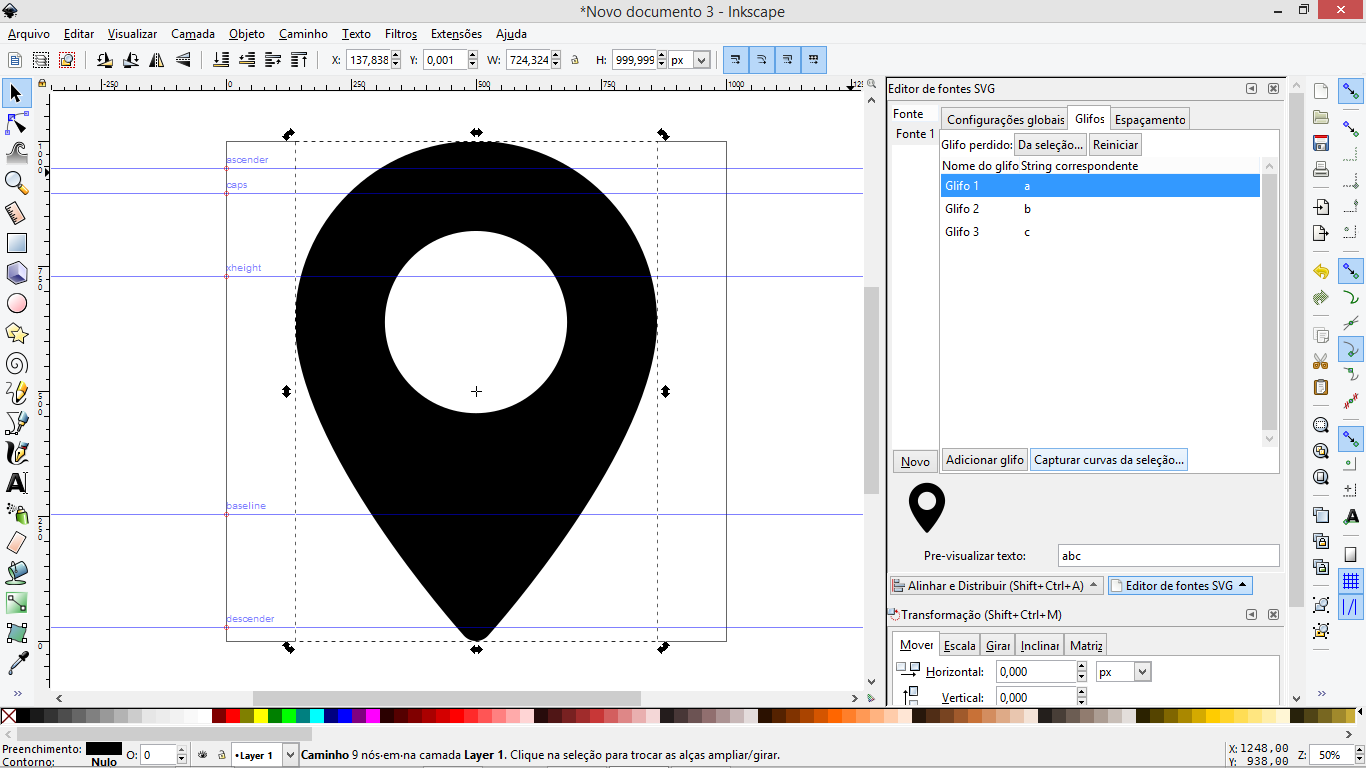 *Novo documento 3 - Inkscape
Arquivo Editar Visualizar Camada Objeto Caminho Texto Filtros Extensões Ajuda
X: 137,838 Y: 0,001 W: 724,324 H: 999,999 px
-250 0 250 500 750 1000
Editor de fontes SVG
Fonte Configurações globais Glifos Espaçamento
Fonte 1
Glifo perdido: Da seleção... Reiniciar
Nome do glifo String correspondente
Glifo 1 a
Glifo 2 b
Glifo 3 c
ascender
caps
xheight
baseline
descender
Novo Adicionar glifo Capturar curvas da seleção...
Pre-visualizar texto: abc
Alinhar e Distribuir (Shift+Ctrl+A) Editor de fontes SVG
Transformação (Shift+Ctrl+M)
Mover Escala Girar Inclinar Matriz
Horizontal: 0,000 px
Vertical: 0,000
Preenchimento:
Contorno: Nulo
O: 0
•Layer 1
Caminho 9 nós·em·na camada Layer 1. Clique na seleção para trocar as alças ampliar/girar.
X: 1248,00
Y: 938,00
Z: 50%